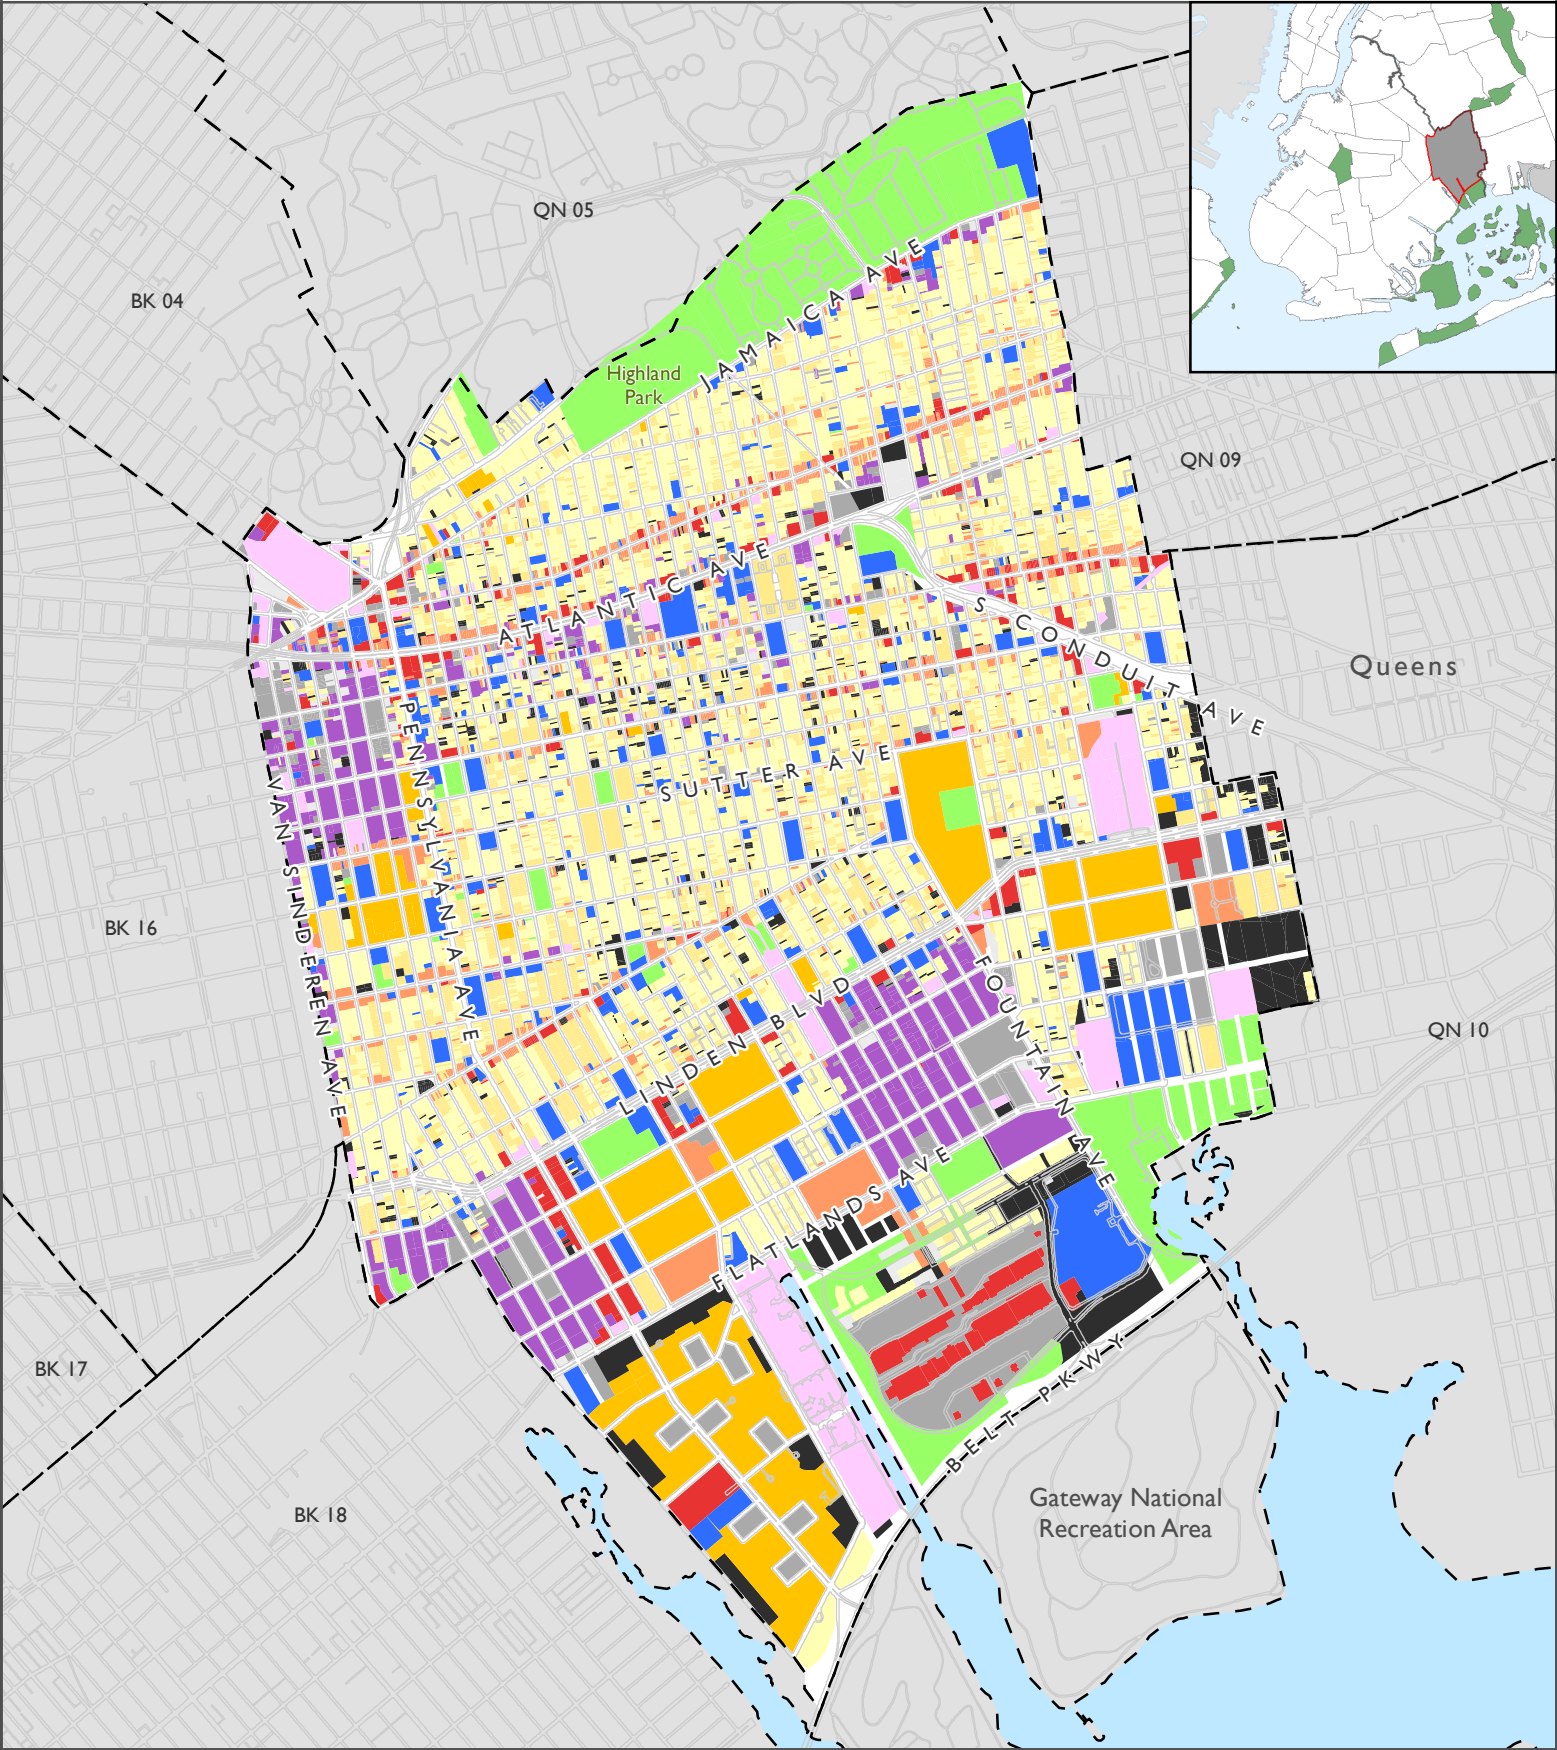 QN 05
BK 04
JAMAICA AVE
Highland
Park
QN 09
ATLANTIC AVE
S CONDUIT AVE
Queens
PENNSYLVANIA AVE
SUTTER AVE
VAN SINDEREN AVE
BK 16
FOUNTAIN AVE
LINDEN BLVD
QN 10
FLATLANDS AVE
BK 17
BELT PKWY
Gateway National
Recreation Area
BK 18